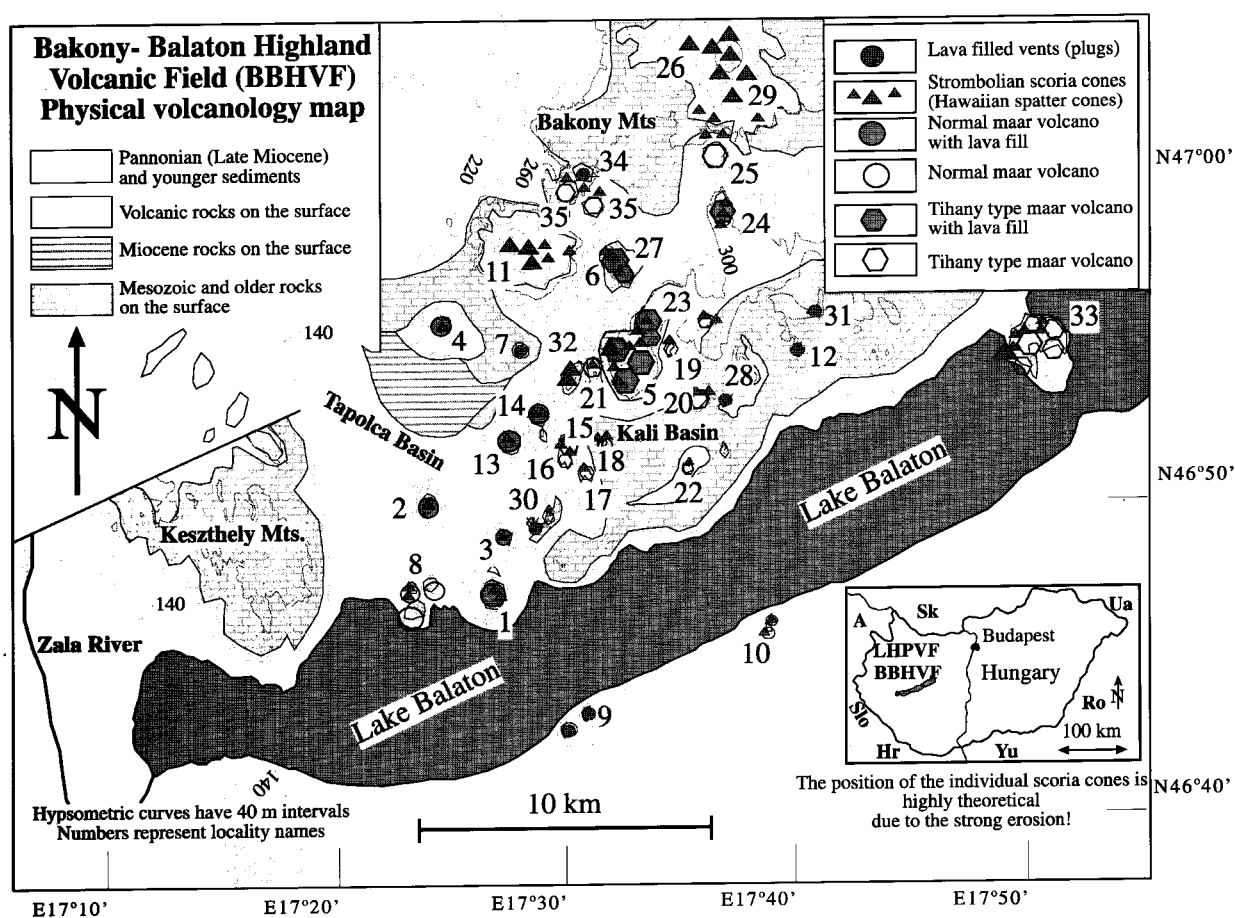 Bakony- Balaton Highland
Volcanic Field (BBHVF)
Physical volcanology map
Pannonian (Late Miocene)
and younger sediments
Volcanic rocks on the surface
Miocene rocks on the surface
Mesozoic and older rocks
on the surface
N
Lava filled vents (plugs)
Strombolian scoria cones
(Hawaiian spatter cones)
Normal maar volcano
with lava fill
Normal maar volcano
Tihany type maar volcano
with lava fill
Tihany type maar volcano
26
29
Bakony Mts
220
260
34
25
35
35
24
300
11
6
27
23
31
33
140
4
7
32
12
19
28
21
5
20
14
Tapolca Basin
15
Kali Basin
13
16
18
17
22
2
30
Lake Balaton
Keszthely Mts.
3
8
140
1
Zala River
10
Lake Balaton
9
140
A
Sk
Ua
Budapest
LHPVF
BBHVF
Hungary
Slo
Ro
N
100 km
Hr
Yu
The position of the individual scoria cones is
highly theoretical
due to the strong erosion!
Hypsometric curves have 40 m intervals
Numbers represent locality names
10 km
N47°00'
N46°50'
N46°40'
E17°10'
E17°20'
E17°30'
E17°40'
E17°50'